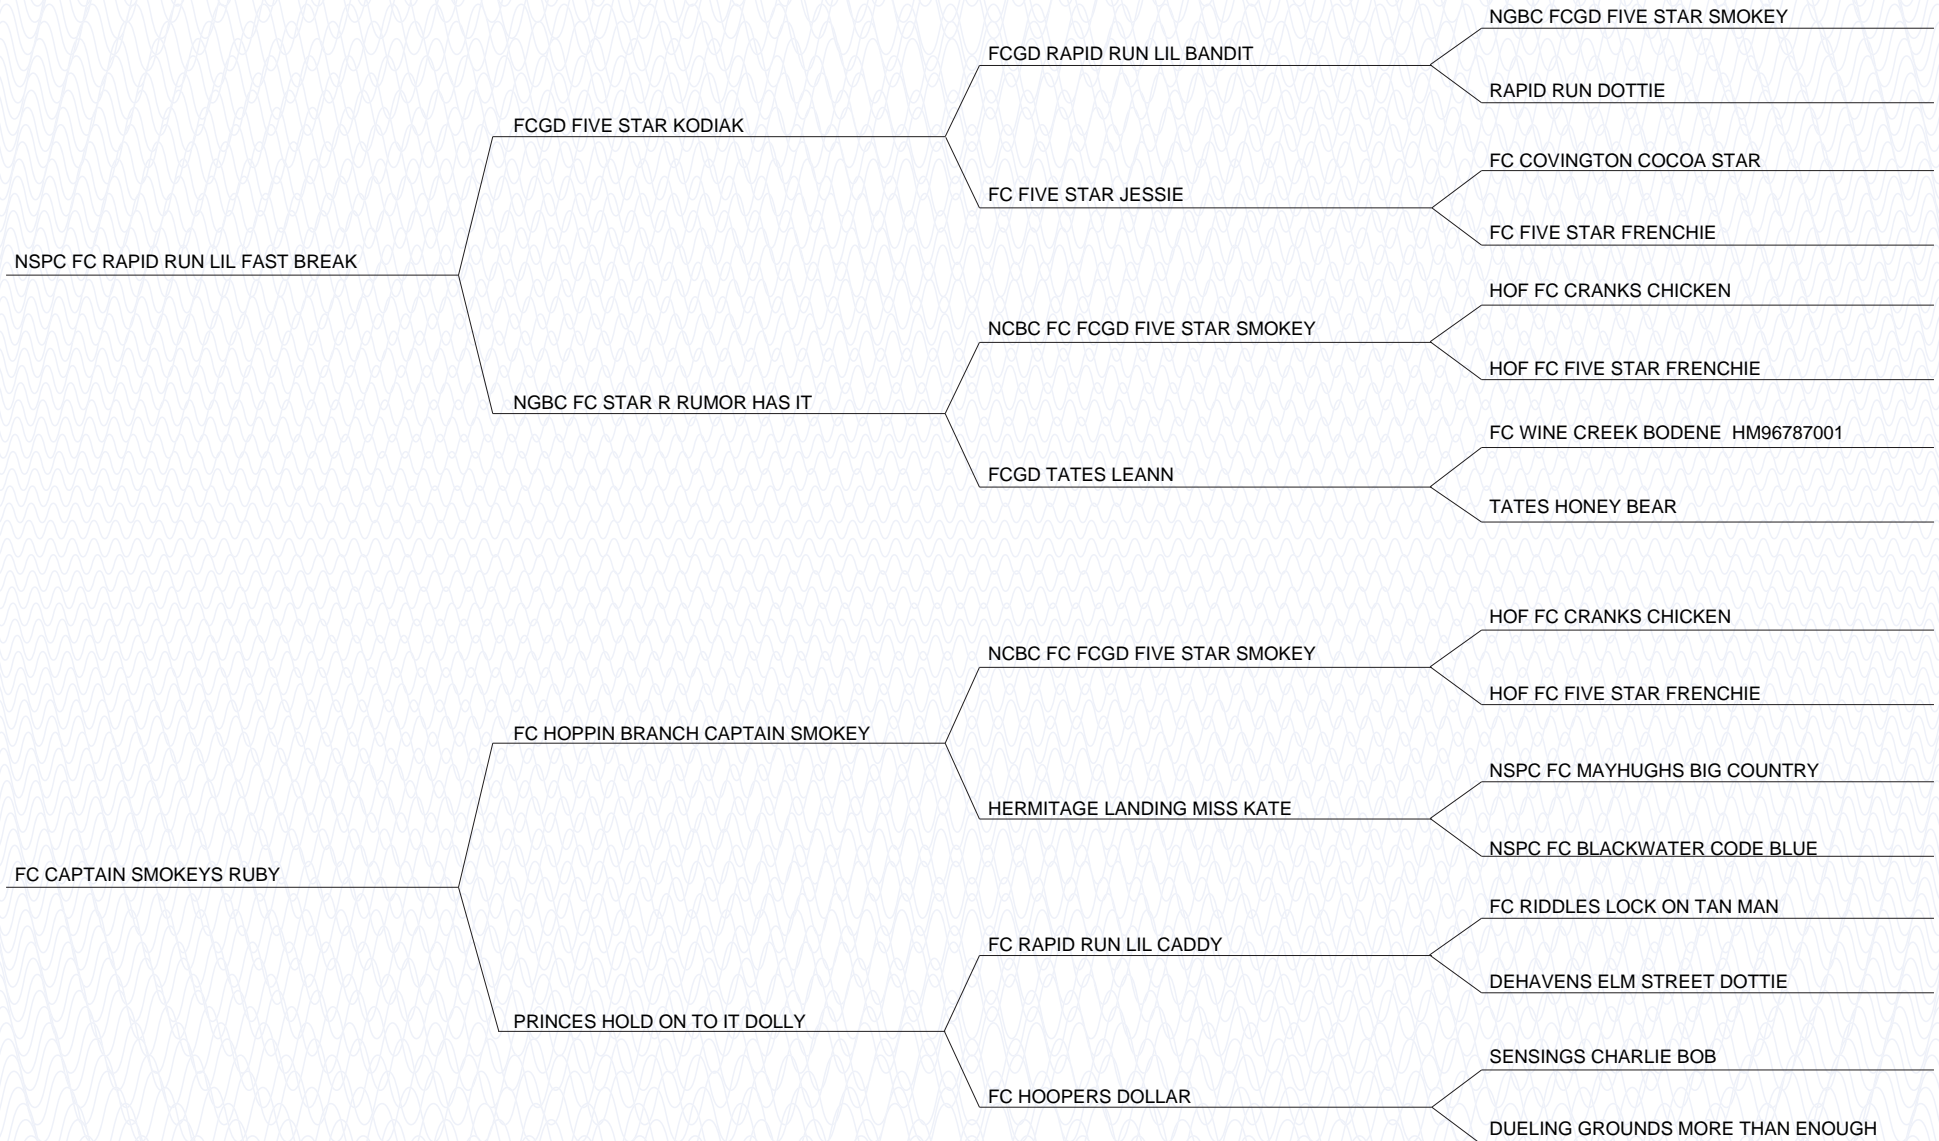 NGBC FCGD FIVE STAR SMOKEY
FCGD RAPID RUN LIL BANDIT
RAPID RUN DOTTIE
FCGD FIVE STAR KODIAK
FC COVINGTON COCOA STAR
FC FIVE STAR JESSIE
FC FIVE STAR FRENCHIE
NSPC FC RAPID RUN LIL FAST BREAK
HOF FC CRANKS CHICKEN
NCBC FC FCGD FIVE STAR SMOKEY
HOF FC FIVE STAR FRENCHIE
NGBC FC STAR R RUMOR HAS IT
FC WINE CREEK BODENE HM96787001
FCGD TATES LEANN
TATES HONEY BEAR
HOF FC CRANKS CHICKEN
NCBC FC FCGD FIVE STAR SMOKEY
HOF FC FIVE STAR FRENCHIE
FC HOPPIN BRANCH CAPTAIN SMOKEY
NSPC FC MAYHUGHS BIG COUNTRY
HERMITAGE LANDING MISS KATE
NSPC FC BLACKWATER CODE BLUE
FC CAPTAIN SMOKEYS RUBY
FC RIDDLES LOCK ON TAN MAN
FC RAPID RUN LIL CADDY
DEHAVENS ELM STREET DOTTIE
PRINCES HOLD ON TO IT DOLLY
SENSINGS CHARLIE BOB
FC HOOPERS DOLLAR
DUELING GROUNDS MORE THAN ENOUGH